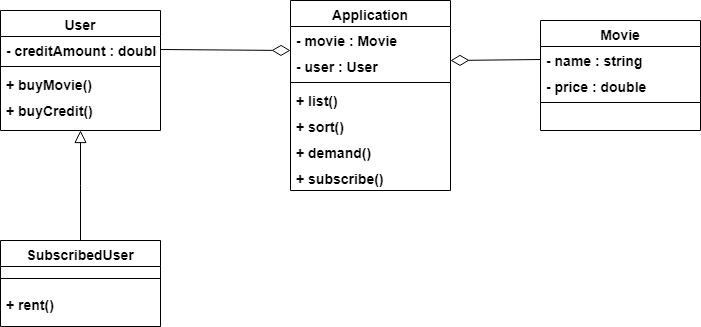 User
- creditAmount : doubl
+ buyMovie()
+ buyCredit()
Application
- movie : Movie
- user : User
+ list()
+ sort()
+ demand()
+ subscribe()
Movie
- name : string
- price : double
SubscribedUser
+ rent()